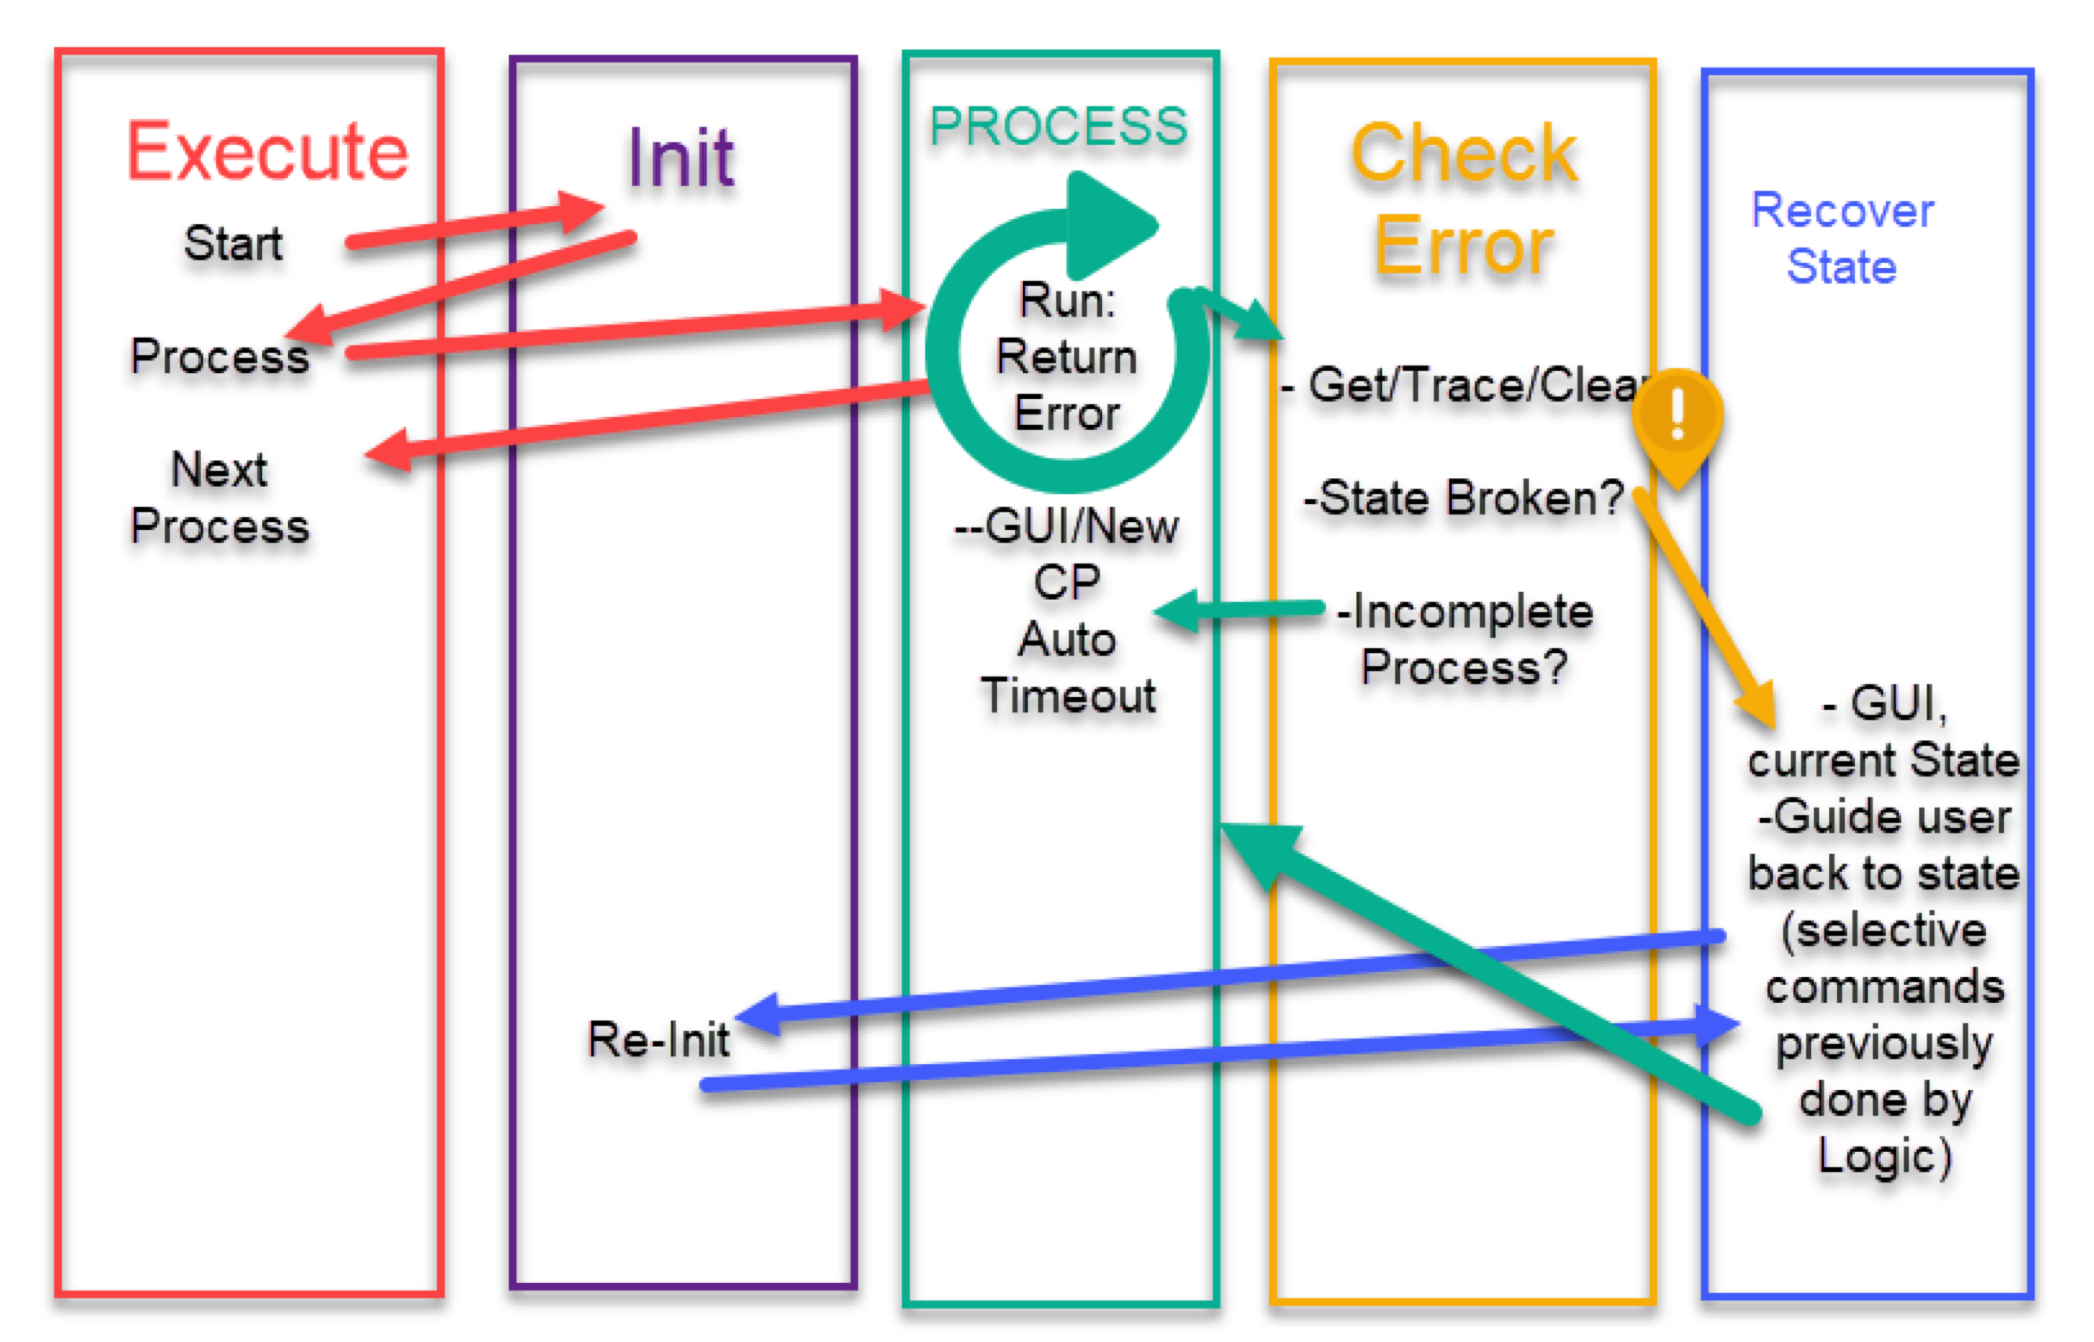 Execute
Start
Process
Next
Process
Init
Re-Init
PROCESS
Run:
Return
Error
--GUI/New
CP
Auto
Timeout
Check
Error
- Get/Trace/Clear
-State Broken?
-Incomplete
Process?
Recover
State
- GUI,
current State
-Guide user
back to state
(selective
commands
previously
done by
Logic)